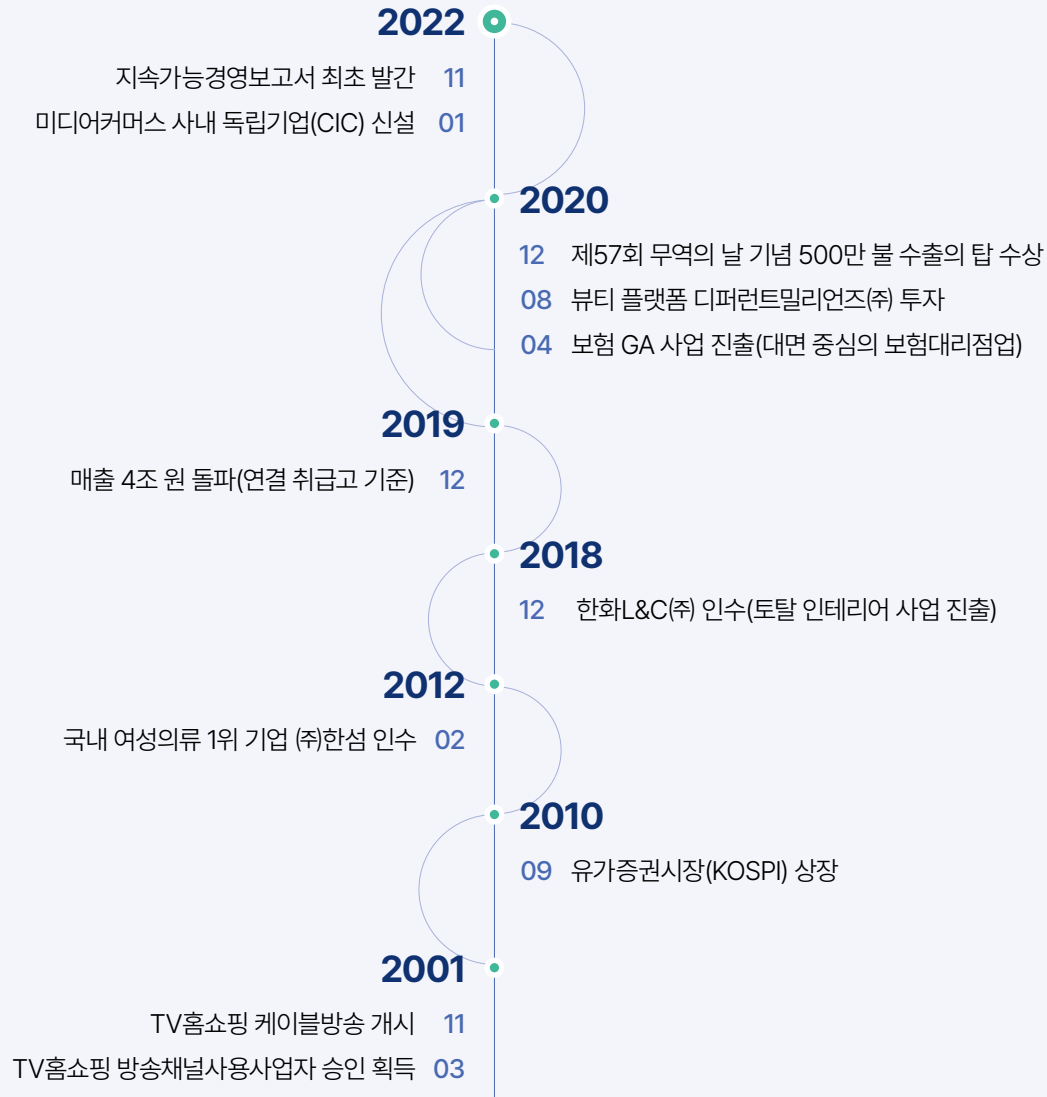 2022
지속가능경영보고서 최초 발간 11
미디어커머스 사내 독립기업(CIC) 신설 01
2020
12 제57회 무역의 날 기념 500만 불 수출의 탑 수상
08 뷰티 플랫폼 디퍼런트밀리언즈㈜ 투자
04 보험 GA 사업 진출(대면 중심의 보험대리점업)
2019
매출 4조 원 돌파(연결 취급고 기준) 12
2018
12 한화L&C㈜ 인수(토탈 인테리어 사업 진출)
2012
국내 여성의류 1위 기업 ㈜한섬 인수 02
2010
09 유가증권시장(KOSPI) 상장
2001
TV홈쇼핑 케이블방송 개시 11
TV홈쇼핑 방송채널사용사업자 승인 획득 03